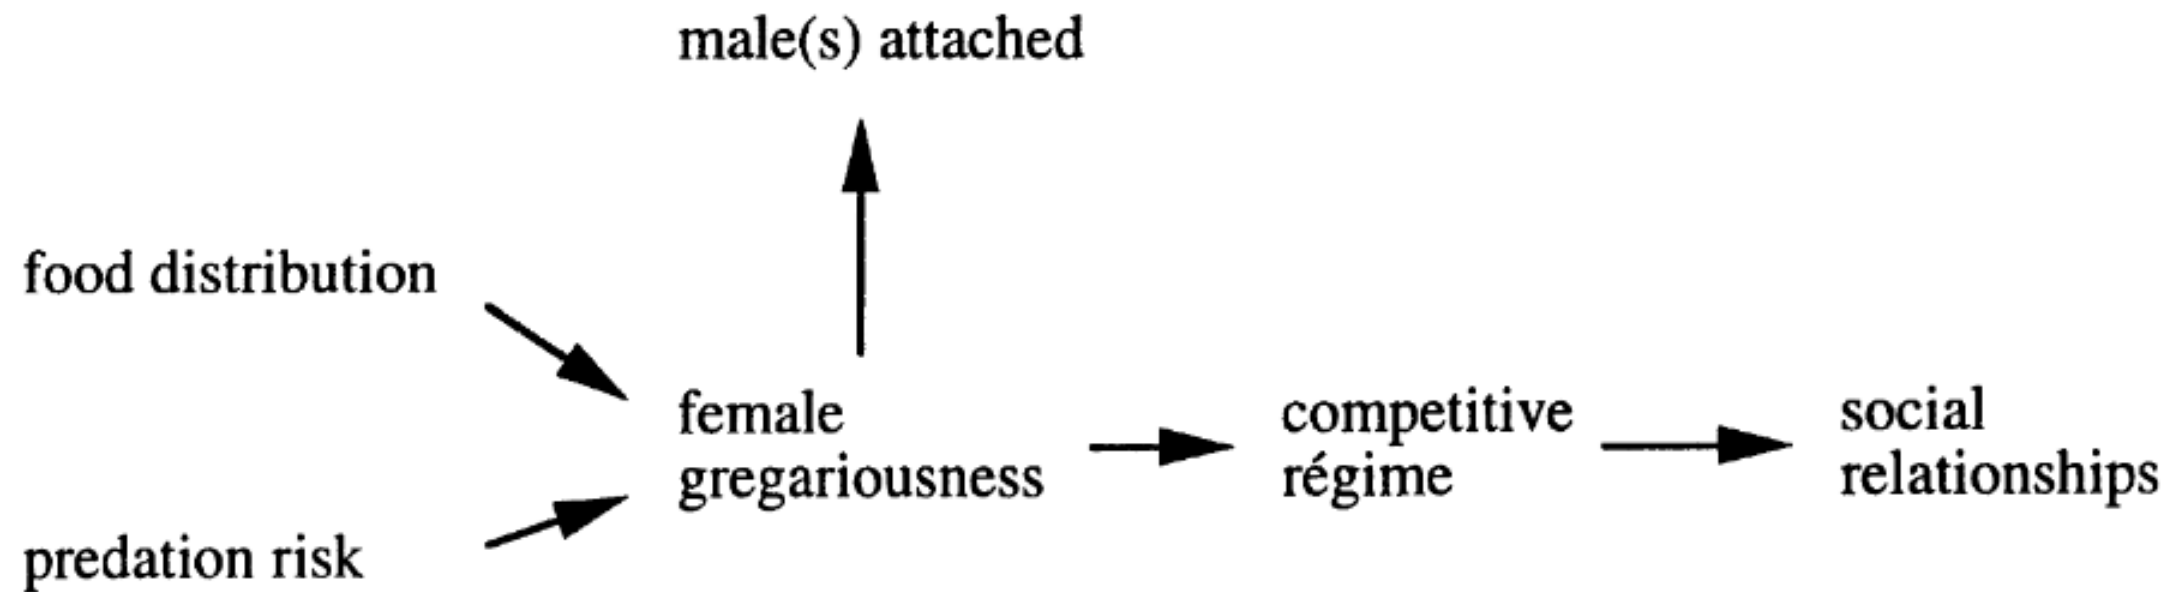 male(s) attached
food distribution
female
gregariousness
competitive
régime
social
relationships
predation risk